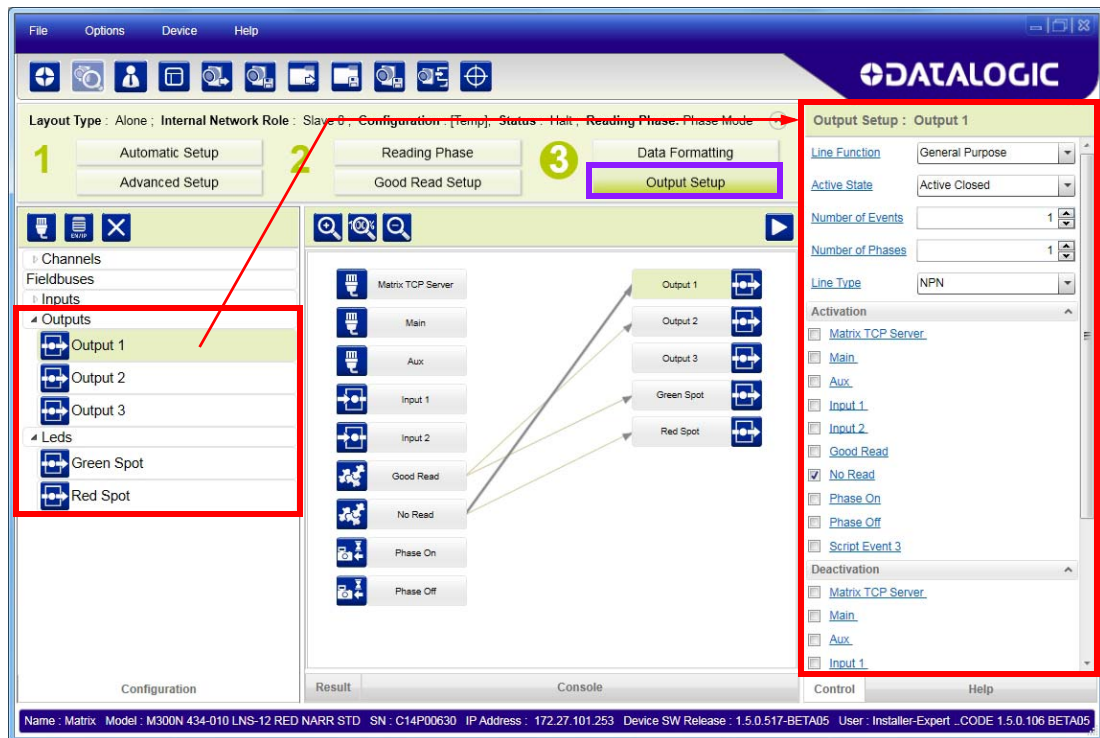 File Options Device Help
DATALOGIC
Layout Type : Alone ; Internal Network Role : Slave 0 ; Configuration : [Temp]; Status : Halt ; Reading Phase: Phase Mode
1 Automatic Setup
Advanced Setup
2 Reading Phase
Good Read Setup
3 Data Formatting
Output Setup
EN/IP
Channels
Fieldbuses
Inputs
Outputs
Output 1
Output 2
Output 3
Leds
Green Spot
Red Spot
Configuration
100%
Matrix TCP Server
Main
Aux
Input 1
Input 2
Good Read
No Read
Phase On
Phase Off
Output 1
Output 2
Output 3
Green Spot
Red Spot
Result Console
Output Setup : Output 1
Line Function General Purpose
Active State Active Closed
Number of Events 1
Number of Phases 1
Line Type NPN
Activation
Matrix TCP Server
Main
Aux
Input 1
Input 2
Good Read
No Read
Phase On
Phase Off
Script Event 3
Deactivation
Matrix TCP Server
Main
Aux
Input 1
Control Help
Name : Matrix Model : M300N 434-010 LNS-12 RED NARR STD SN : C14P00630 IP Address : 172.27.101.253 Device SW Release : 1.5.0.517-BETA05 User : Installer-Expert _CODE 1.5.0.106 BETA05